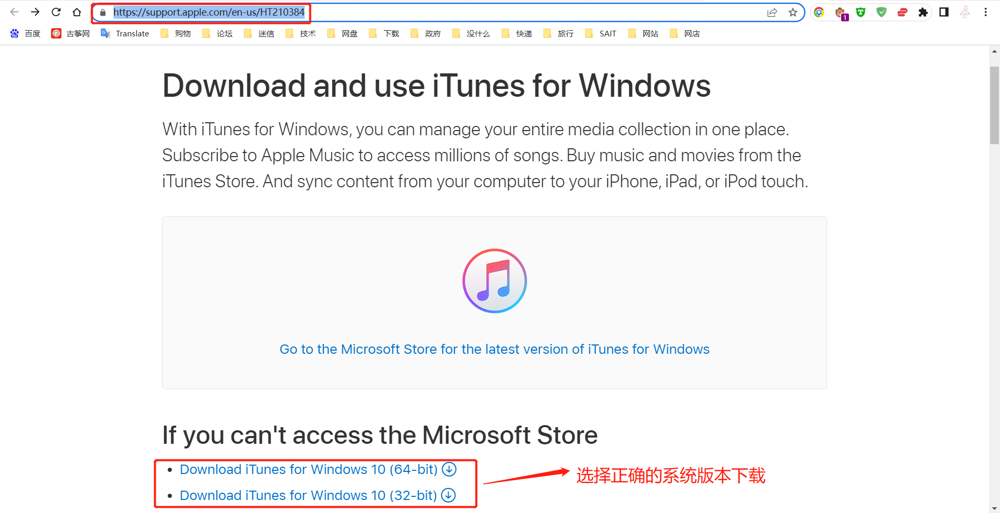 https://support.apple.com/en-us/HT210384
1
百度 古筝网 Translate 购物 论坛 迷信 技术 网盘 下载 政府 没什么 快递 旅行 SAIT 网站 网店
Download and use iTunes for Windows
With iTunes for Windows, you can manage your entire media collection in one place.
Subscribe to Apple Music to access millions of songs. Buy music and movies from the
iTunes Store. And sync content from your computer to your iPhone, iPad, or iPod touch.
Go to the Microsoft Store for the latest version of iTunes for Windows
If you can't access the Microsoft Store
Download iTunes for Windows 10 (64-bit)
选择正确的系统版本下载
Download iTunes for Windows 10 (32-bit)